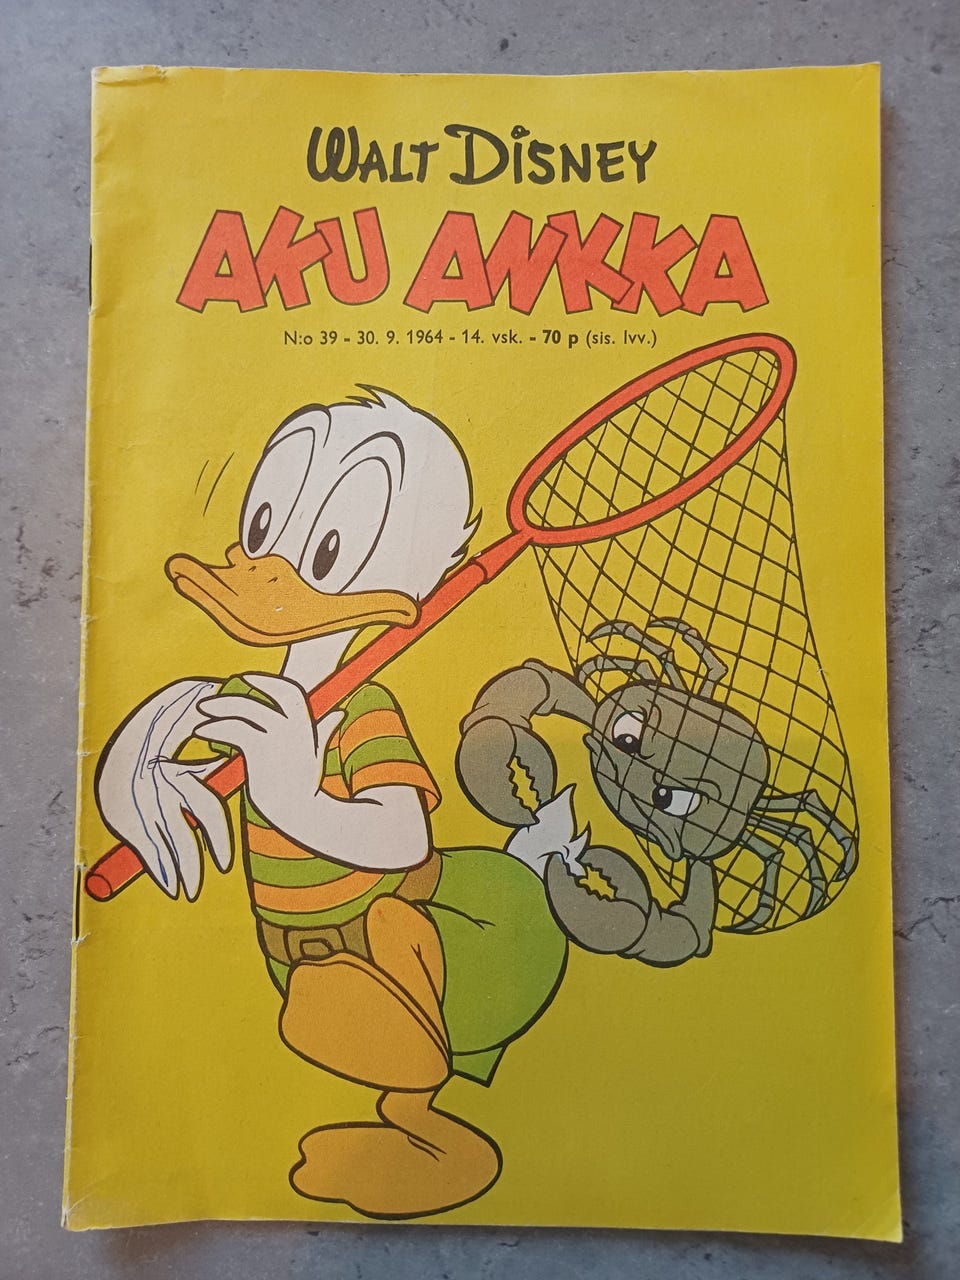 WALT DISNEY
AKU ANKKA
N:o 39 - 30. 9. 1964 - 14. vsk. - 70 p (sis. lvv.)